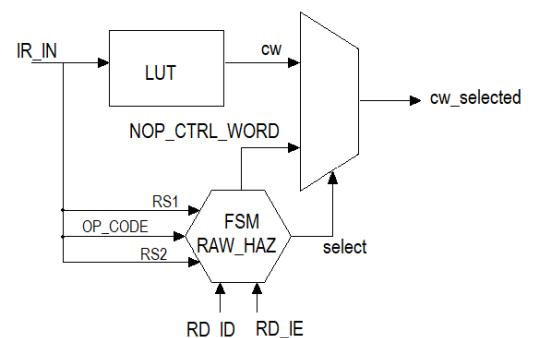 IR_IN
LUT
cw
cw_selected
NOP_CTRL_WORD
RS1
OP_CODE
RS2
FSM
RAW_HAZ
select
RD_ID
RD_IE